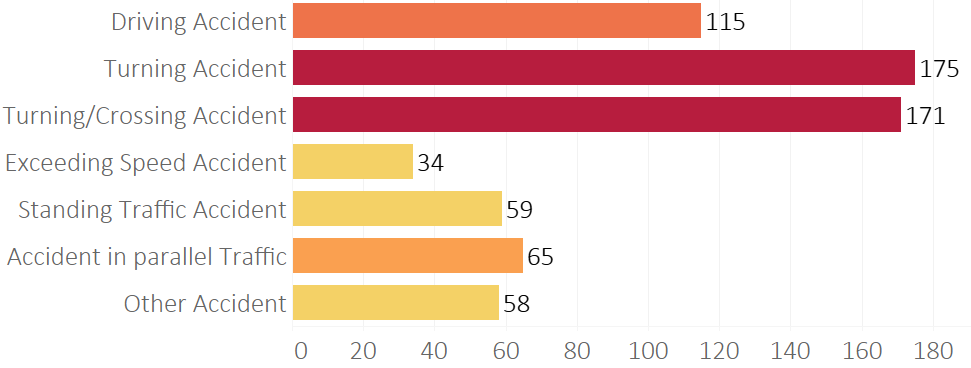 Driving Accident 115
Turning Accident 175
Turning/Crossing Accident 171
Exceeding Speed Accident 34
Standing Traffic Accident 59
Accident in parallel Traffic 65
Other Accident 58
0 20 40 60 80 100 120 140 160 180